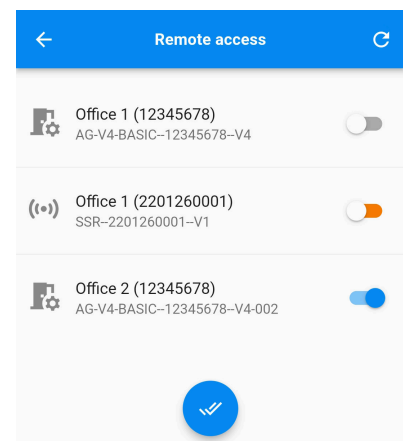 Remote access
Office 1 (12345678)
AG-V4-BASIC--12345678--V4
Office 1 (2201260001)
SSR--2201260001--V1
Office 2 (12345678)
AG-V4-BASIC--12345678--V4-002